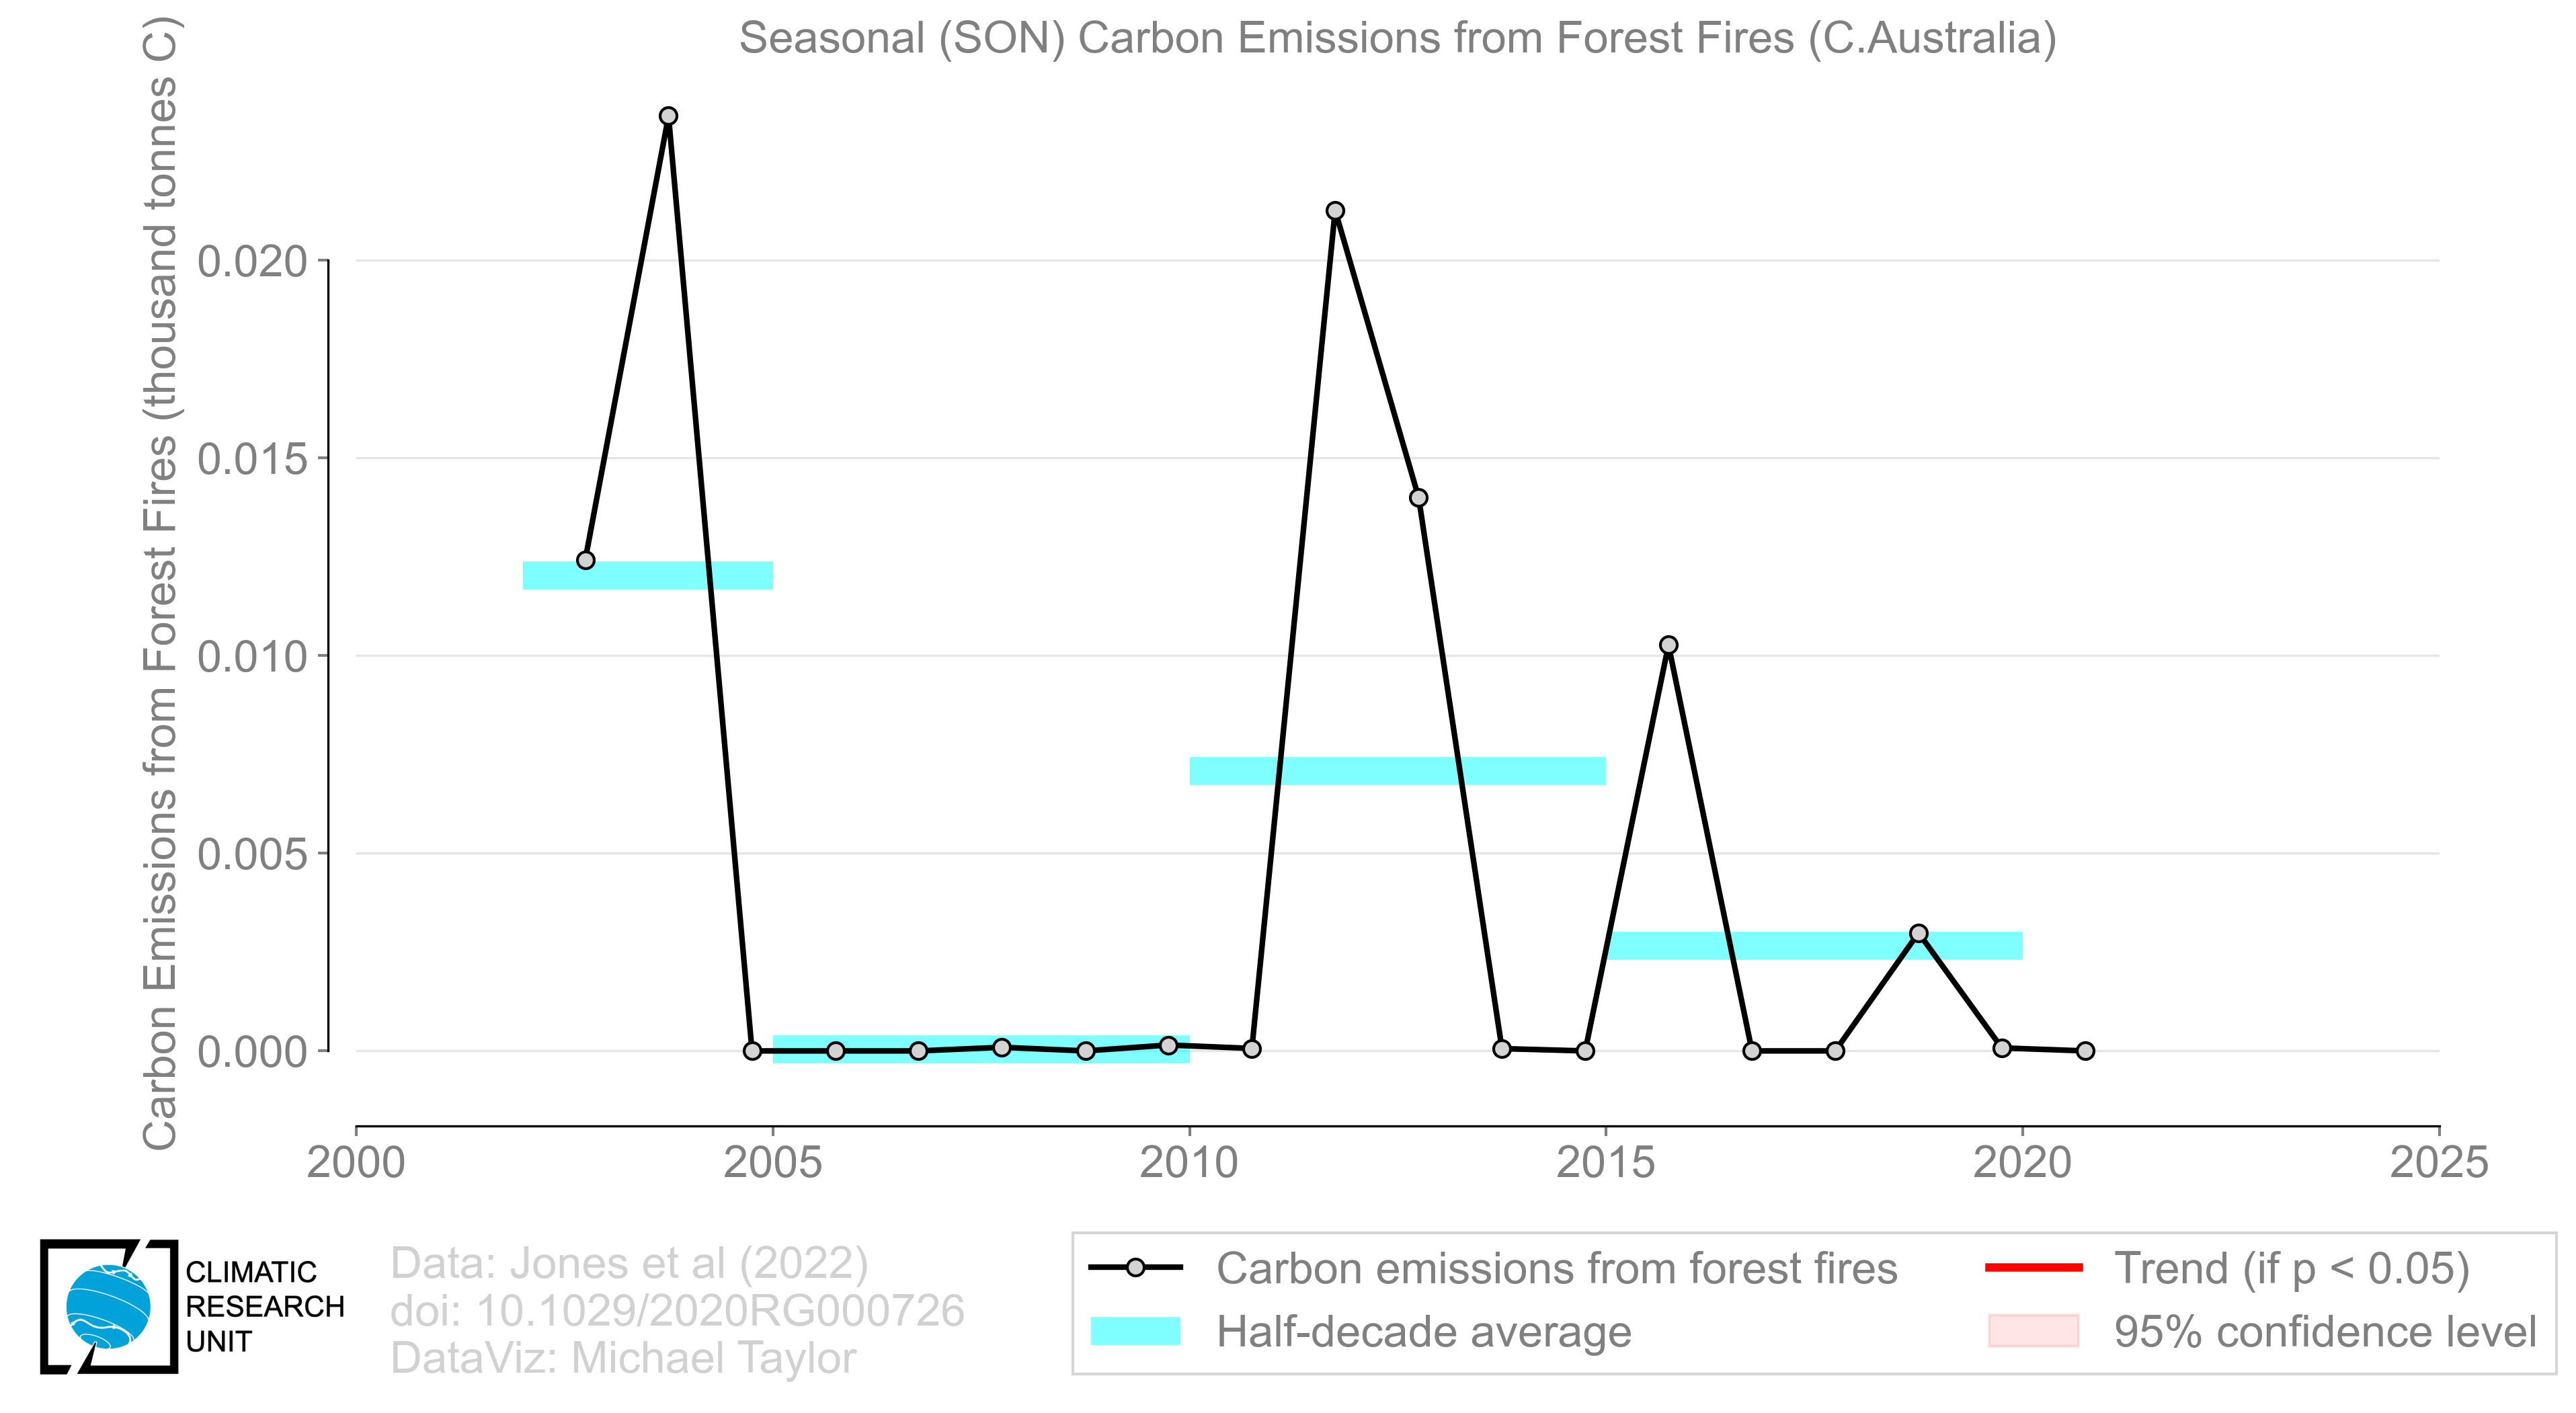 Seasonal (SON) Carbon Emissions from Forest Fires (C.Australia)
Carbon Emissions from Forest Fires (thousand tonnes C)
0.020
0.015
0.010
0.005
0.000
2000 2005 2010 2015 2020 2025
CLIMATIC
RESEARCH
UNIT
Data: Jones et al (2022)
doi: 10.1029/2020RG000726
DataViz: Michael Taylor
Carbon emissions from forest fires
Half-decade average
Trend (if p < 0.05)
95% confidence level